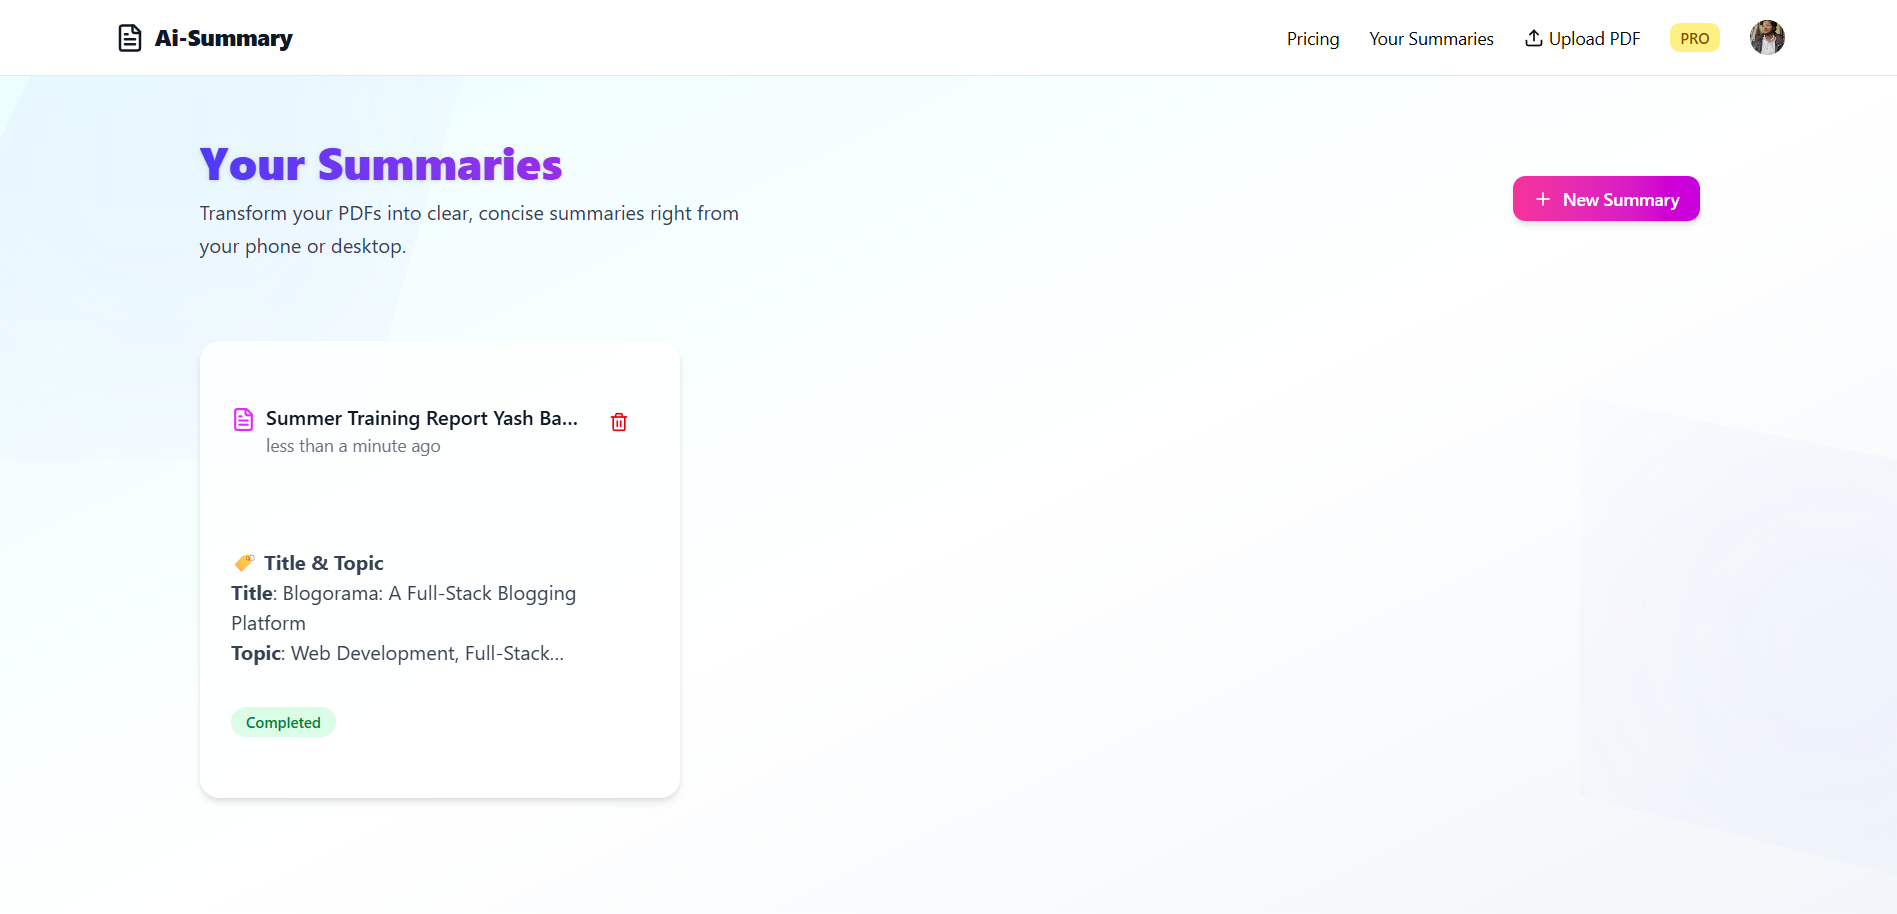 Ai-Summary
Pricing
Your Summaries
Upload PDF
PRO
Your Summaries
Transform your PDFs into clear, concise summaries right from
your phone or desktop.
+ New Summary
Summer Training Report Yash Ba...
less than a minute ago
Title & Topic
Title: Blogorama: A Full-Stack Blogging
Platform
Topic: Web Development, Full-Stack...
Completed